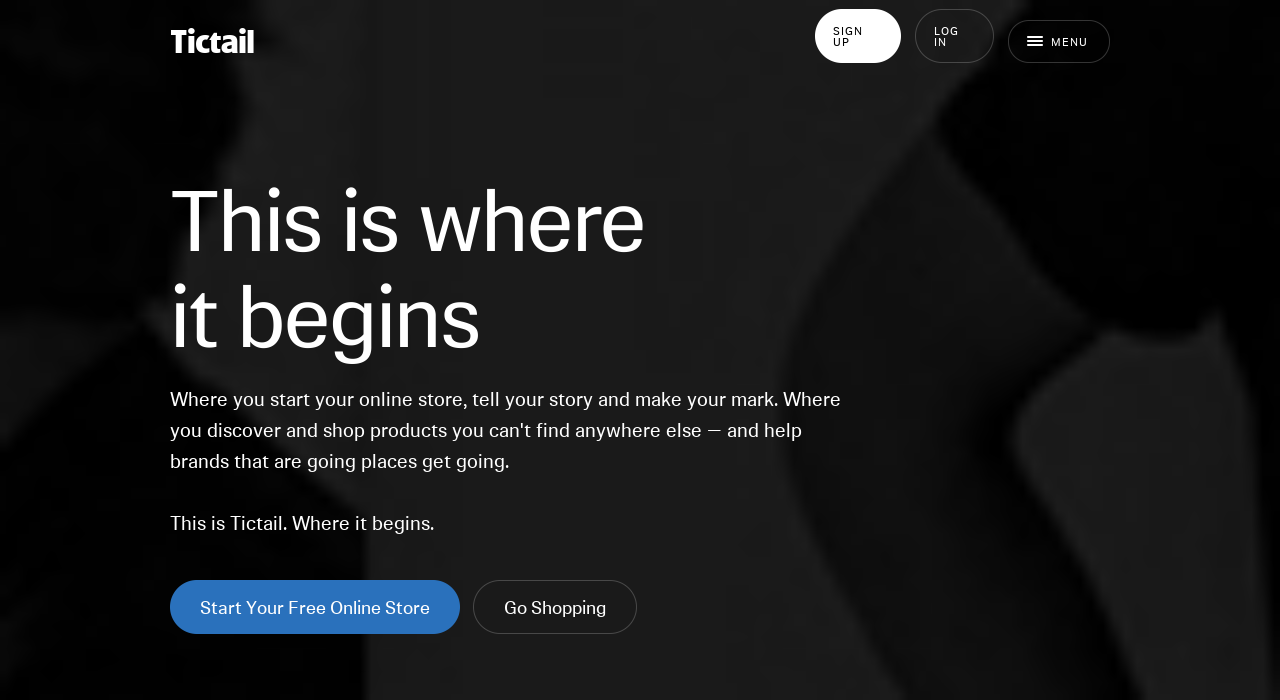 Tictail
SIGN
UP
LOG
IN
MENU
This is where
it begins
Where you start your online store, tell your story and make your mark. Where
you discover and shop products you can't find anywhere else — and help
brands that are going places get going.
This is Tictail. Where it begins.
Start Your Free Online Store
Go Shopping